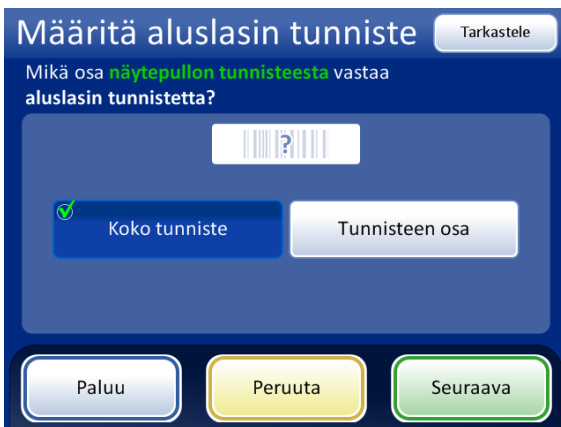 Määritä aluslasin tunniste
Tarkastele
Mikä osa näytepullon tunnisteesta vastaa
aluslasin tunnistetta?
?
Koko tunniste
Tunnisteen osa
Paluu
Peruuta
Seuraava